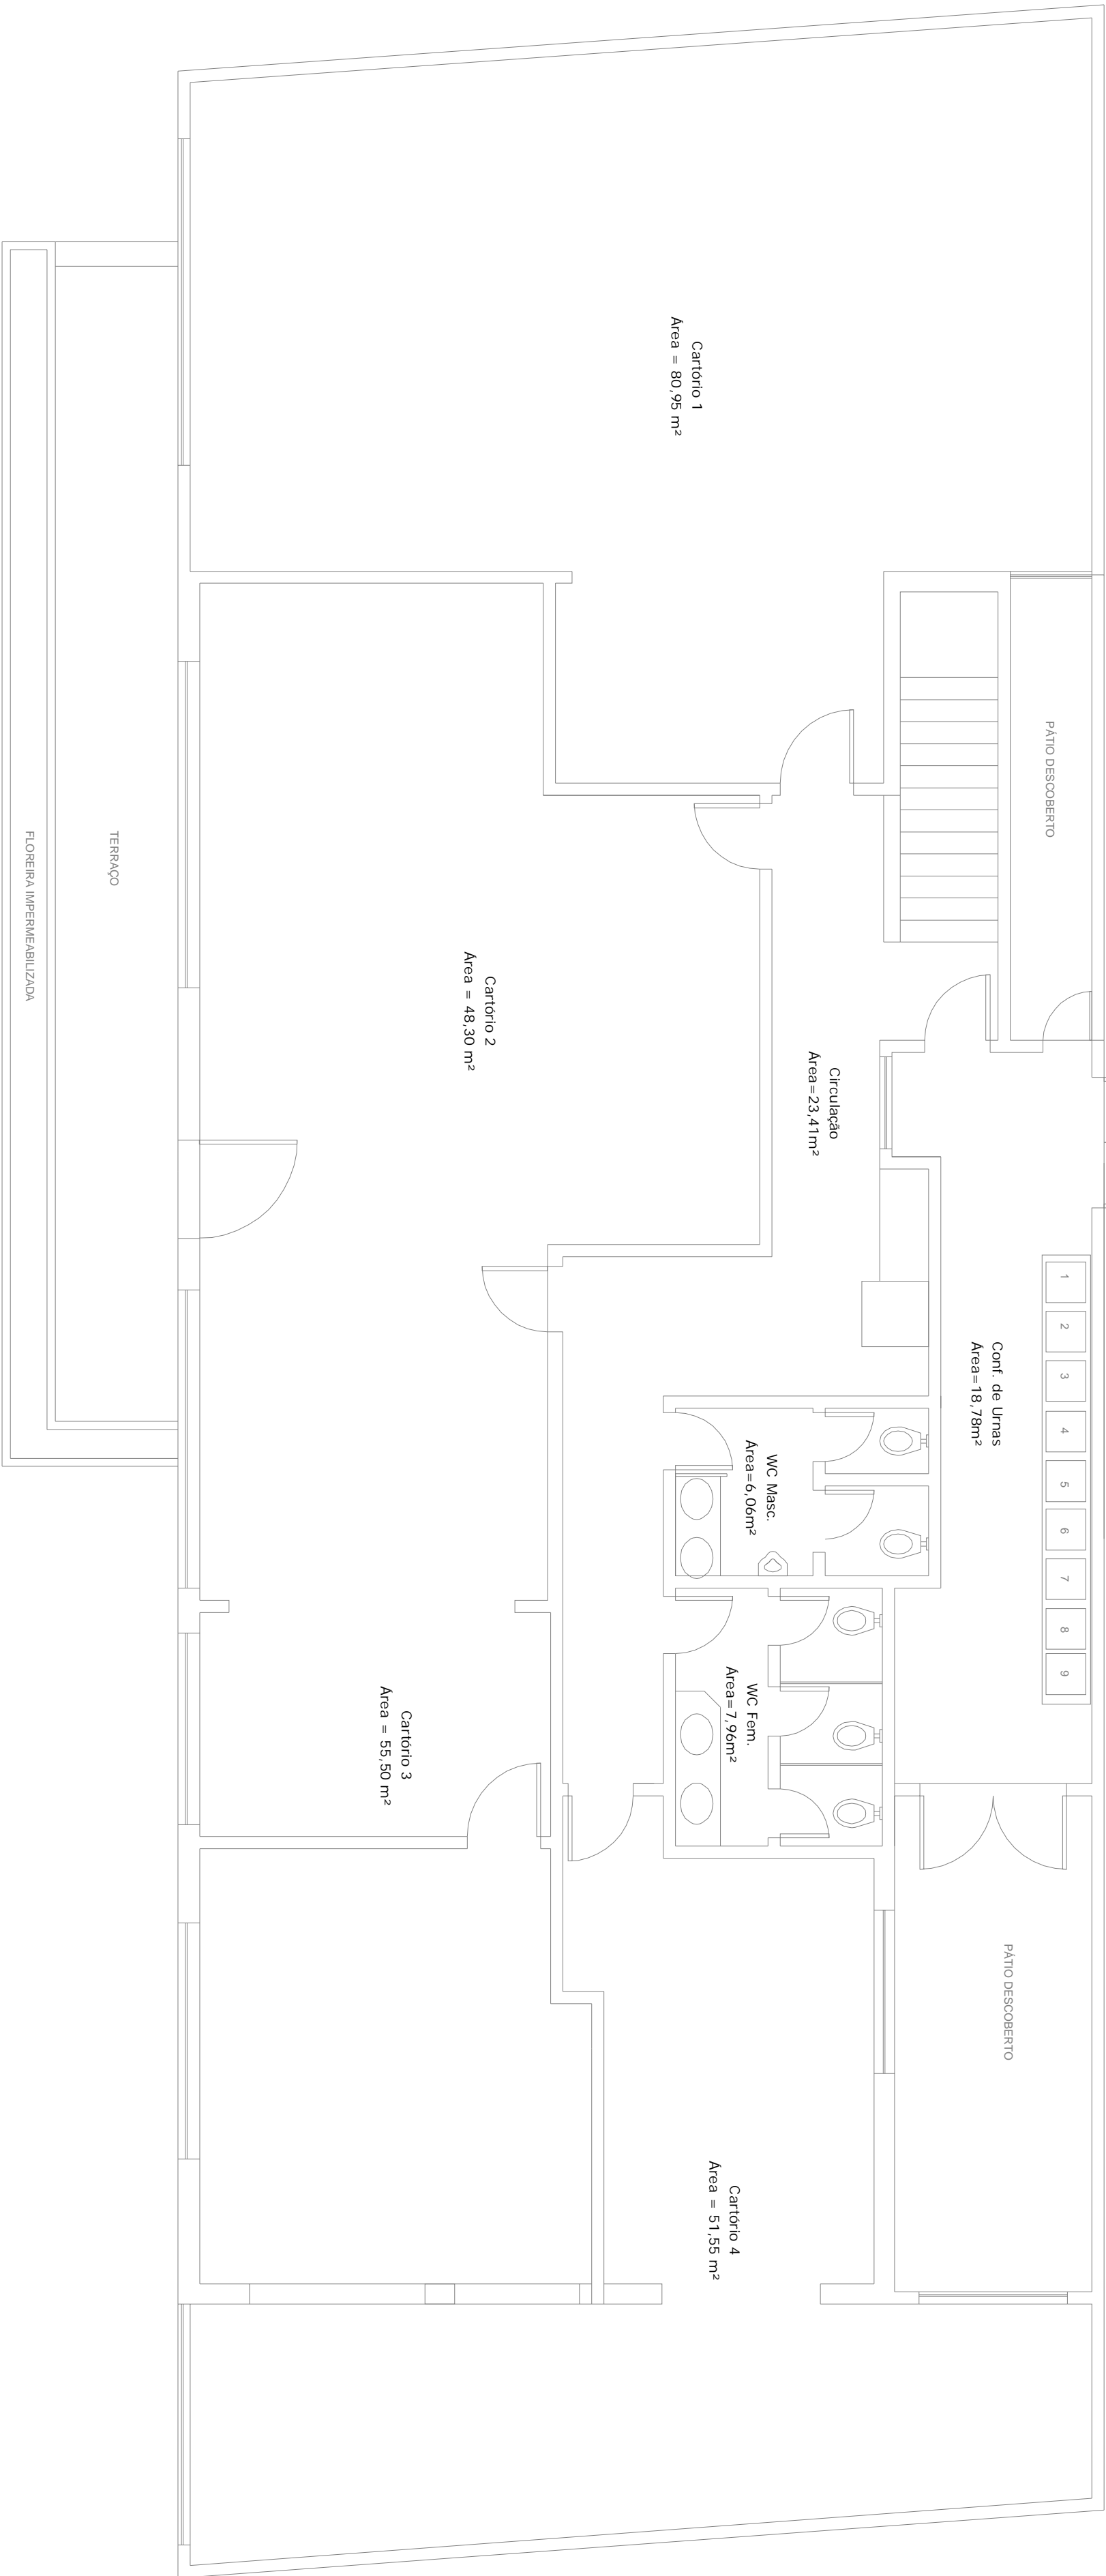 Cartório 1
Área = 80,95 m²
PÁTIO DESCOBERTO
TERRAÇO
FLOREIRA IMPERMEABILIZADA
Cartório 2
Área = 48,30 m²
Circulação
Área=23,41m²
Conf. de Urnas
Área=18,78m²
1
2
3
4
5
6
7
8
9
WC Masc.
Área=6,06m²
WC Fem.
Área=7,96m²
Cartório 3
Área = 55,50 m²
PÁTIO DESCOBERTO
Cartório 4
Área = 51,55 m²